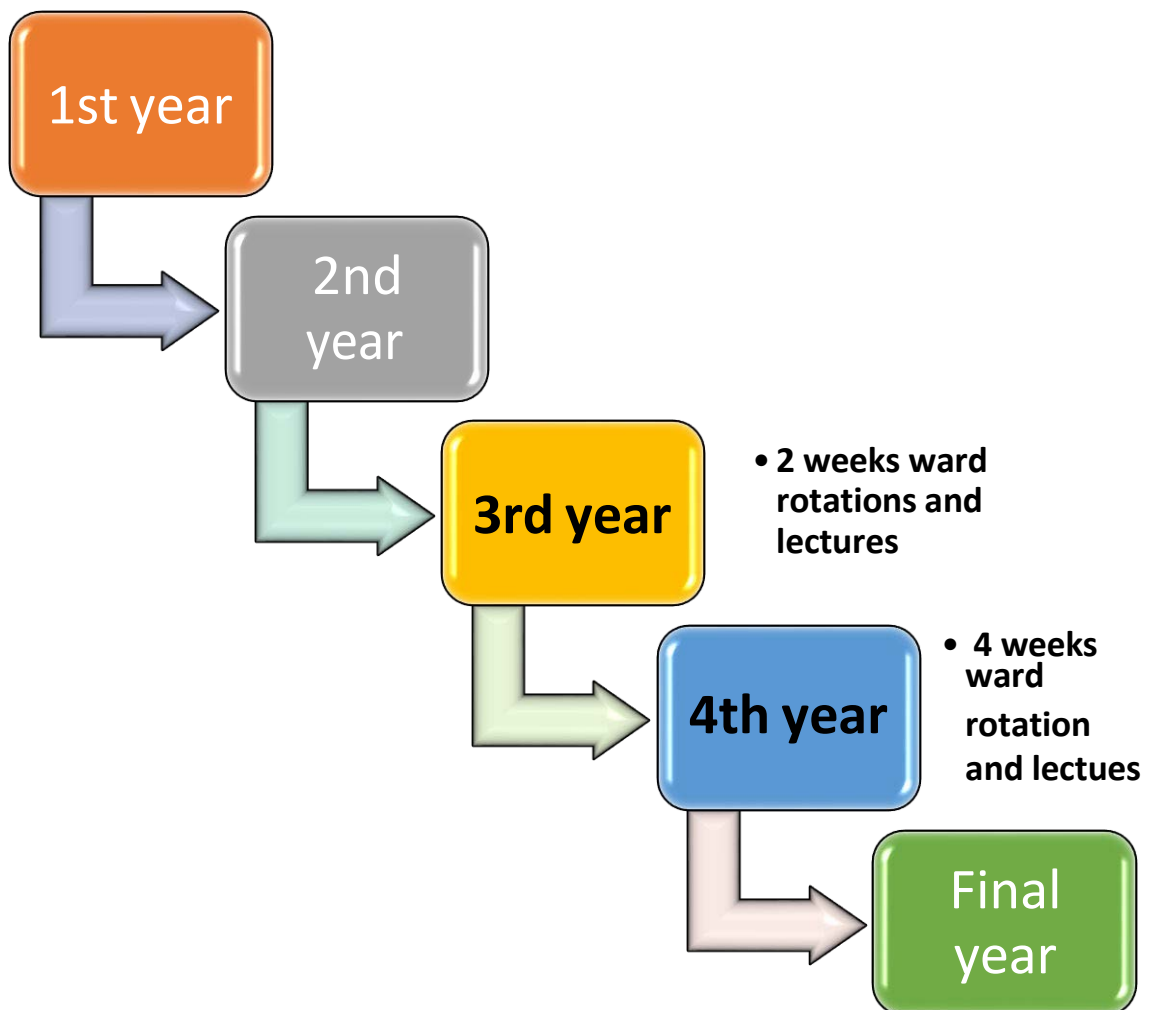 1st year
2nd
year
3rd year
• 2 weeks ward
rotations and
lectures
4th year
• 4 weeks
ward
rotation
and lectues
Final
year